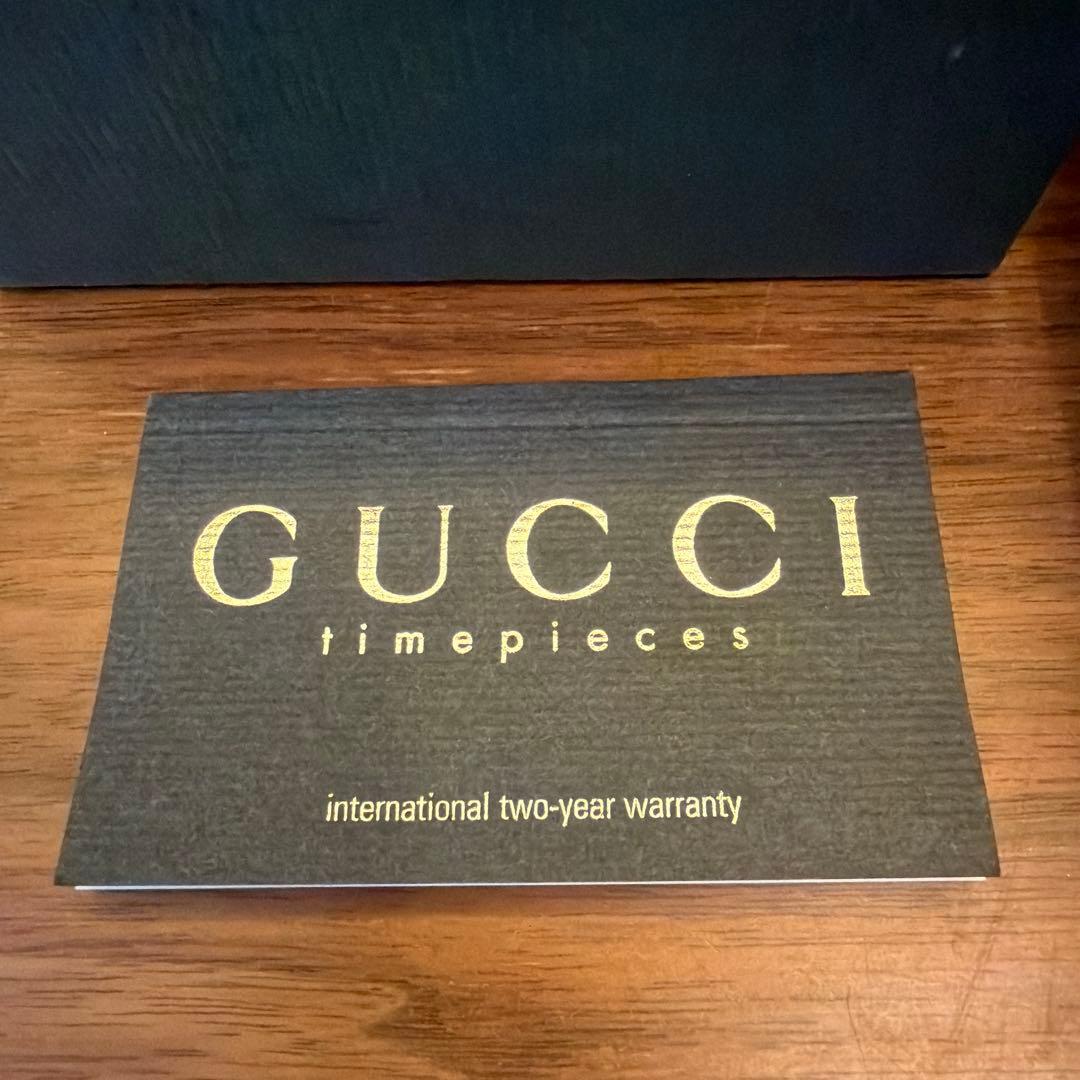 GUCCI
timepieces
international two-year warranty